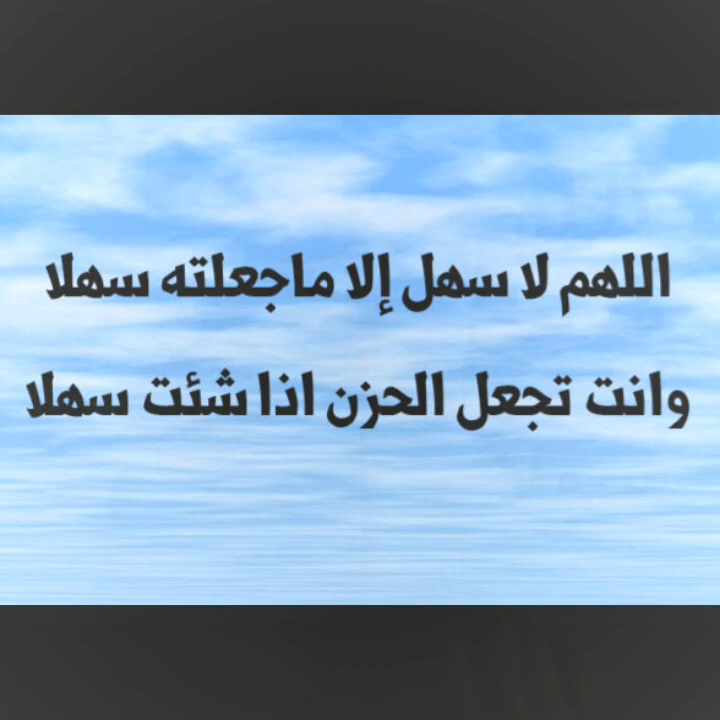 اللهم لا سهل إلا ماجعلته سهلا
وانت تجعل الحزن اذا شئت سهلا